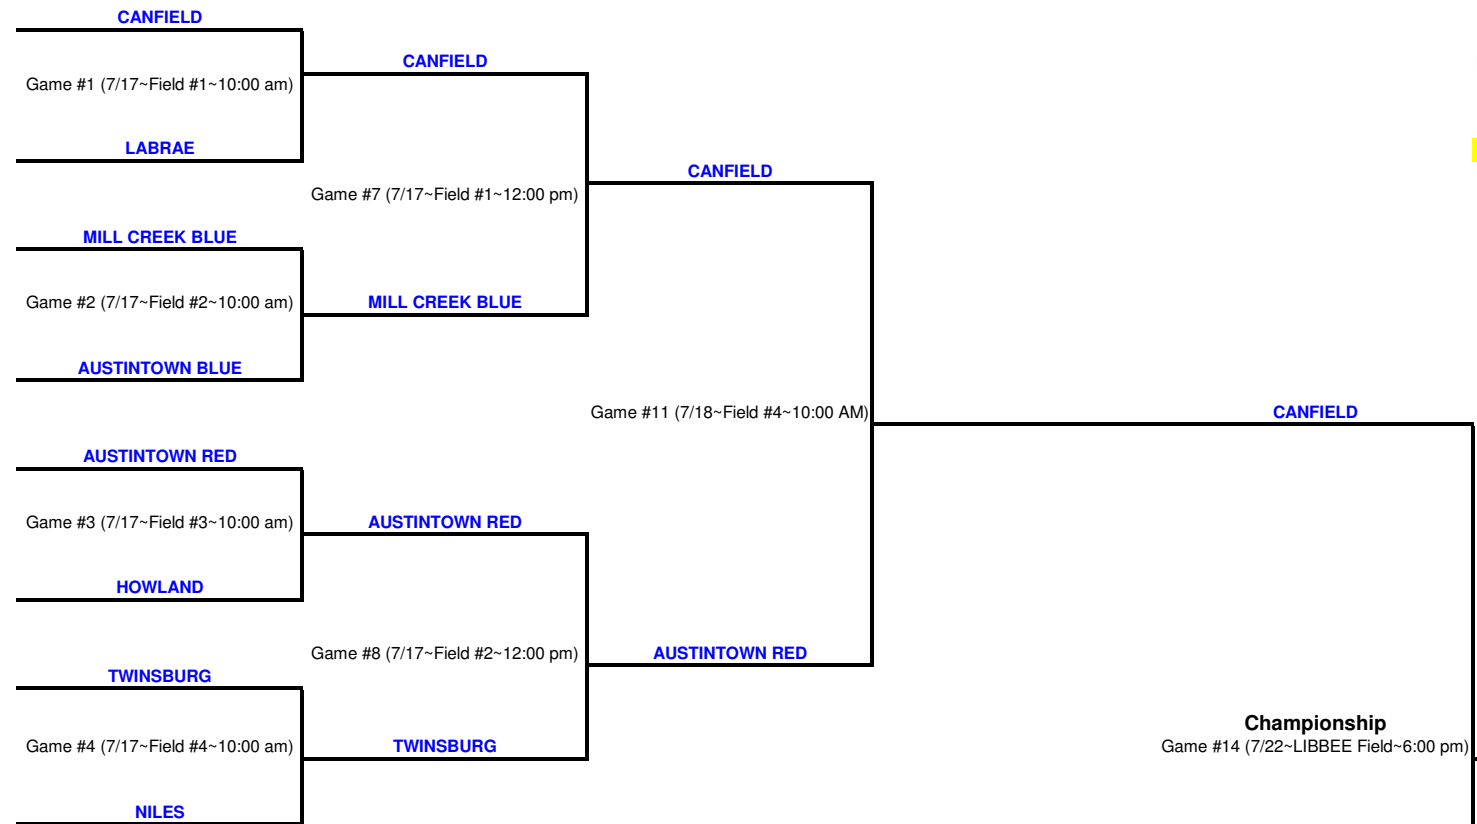 CANFIELD
CANFIELD
Game #1 (7/17~Field #1~10:00 am)
LABRAE
CANFIELD
Game #7 (7/17~Field #1~12:00 pm)
MILL CREEK BLUE
Game #2 (7/17~Field #2~10:00 am)
MILL CREEK BLUE
AUSTINTOWN BLUE
Game #11 (7/18~Field #4~10:00 AM)
CANFIELD
AUSTINTOWN RED
Game #3 (7/17~Field #3~10:00 am)
AUSTINTOWN RED
HOWLAND
Game #8 (7/17~Field #2~12:00 pm)
AUSTINTOWN RED
TWINSBURG
Championship
Game #4 (7/17~Field #4~10:00 am)
TWINSBURG
Game #14 (7/22~LIBBEE Field~6:00 pm)
NILES